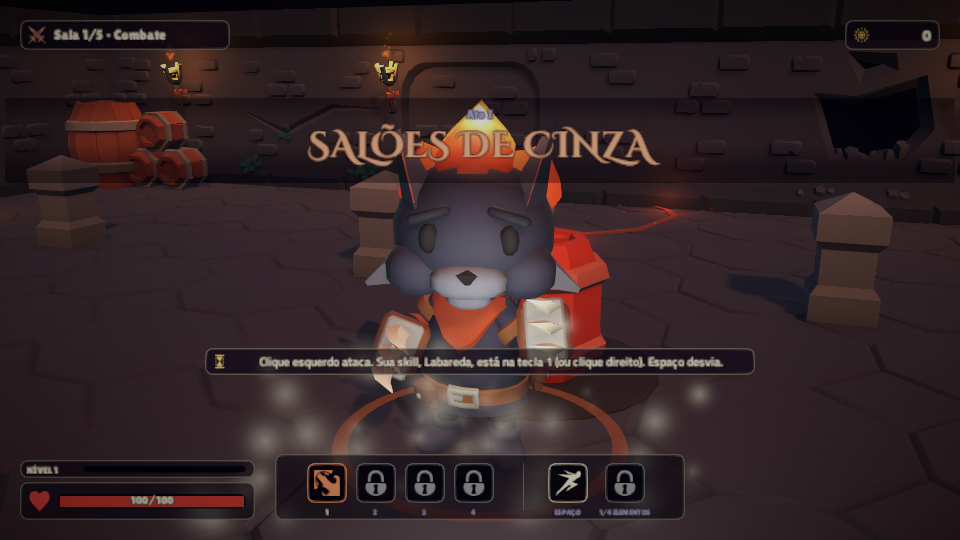 Sala 1/5 · Combate
0
Ato I
SALÕES DE CINZA
Clique esquerdo ataca. Sua skill, Labareda, está na tecla 1 (ou clique direito). Espaço desvia.
NÍVEL 1
100/100
1
2
3
4
ESPAÇO
1/4 ELEMENTOS